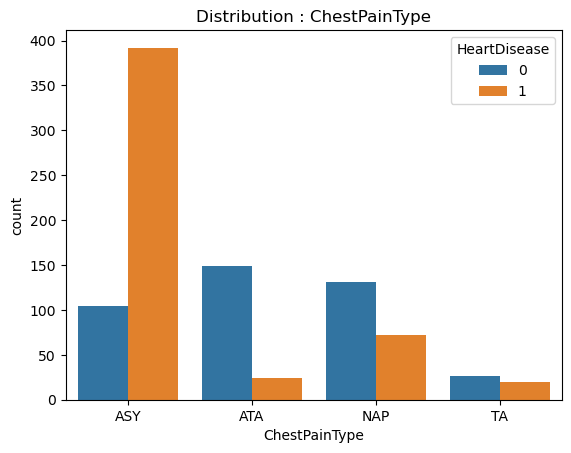 Distribution : ChestPainType
HeartDisease
0
1
400
350
300
250
200
150
100
50
0
count
ASY ATA NAP TA
ChestPainType